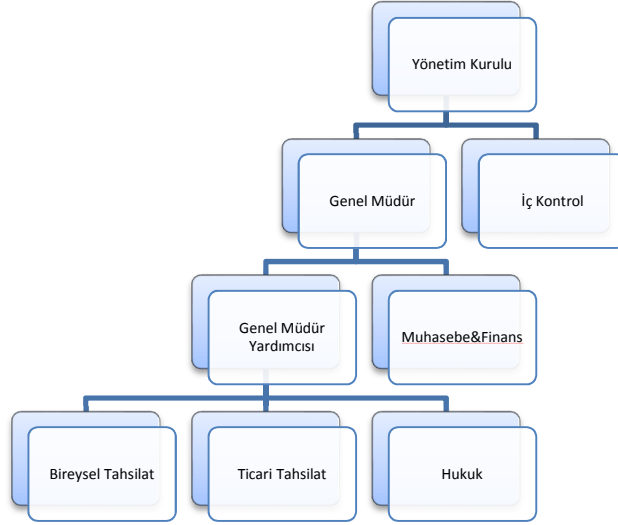 Yönetim Kurulu
Genel Müdür
İç Kontrol
Genel Müdür
Yardımcısı
Muhasebe&Finans
Bireysel Tahsilat
Ticari Tahsilat
Hukuk